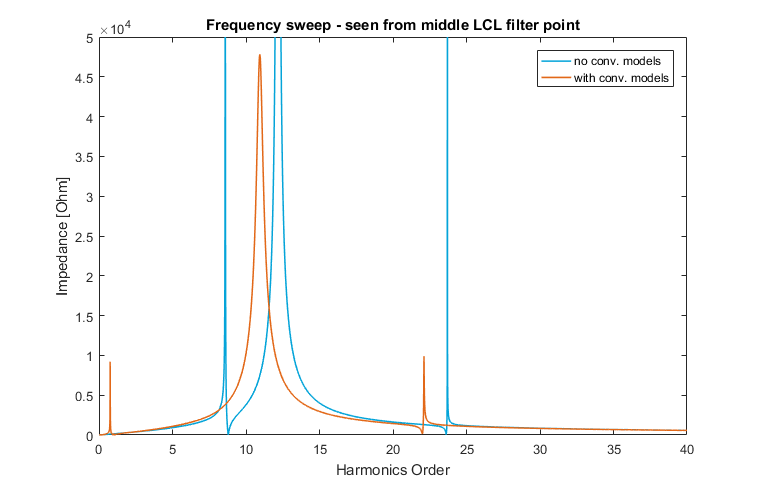 Frequency sweep - seen from middle LCL filter point
×10^4
5
4.5
4
3.5
3
2.5
2
1.5
1
0.5
0
Impedance [Ohm]
no conv. models
with conv. models
0 5 10 15 20 25 30 35 40
Harmonics Order